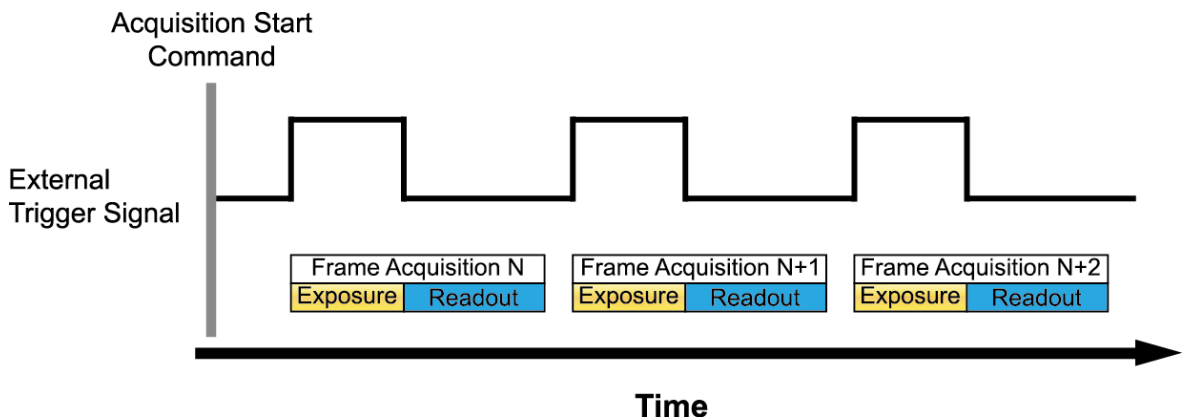 Acquisition Start
Command
External
Trigger Signal
Frame Acquisition N
Frame Acquisition N+1
Frame Acquisition N+2
Exposure
Readout
Exposure
Readout
Exposure
Readout
Time